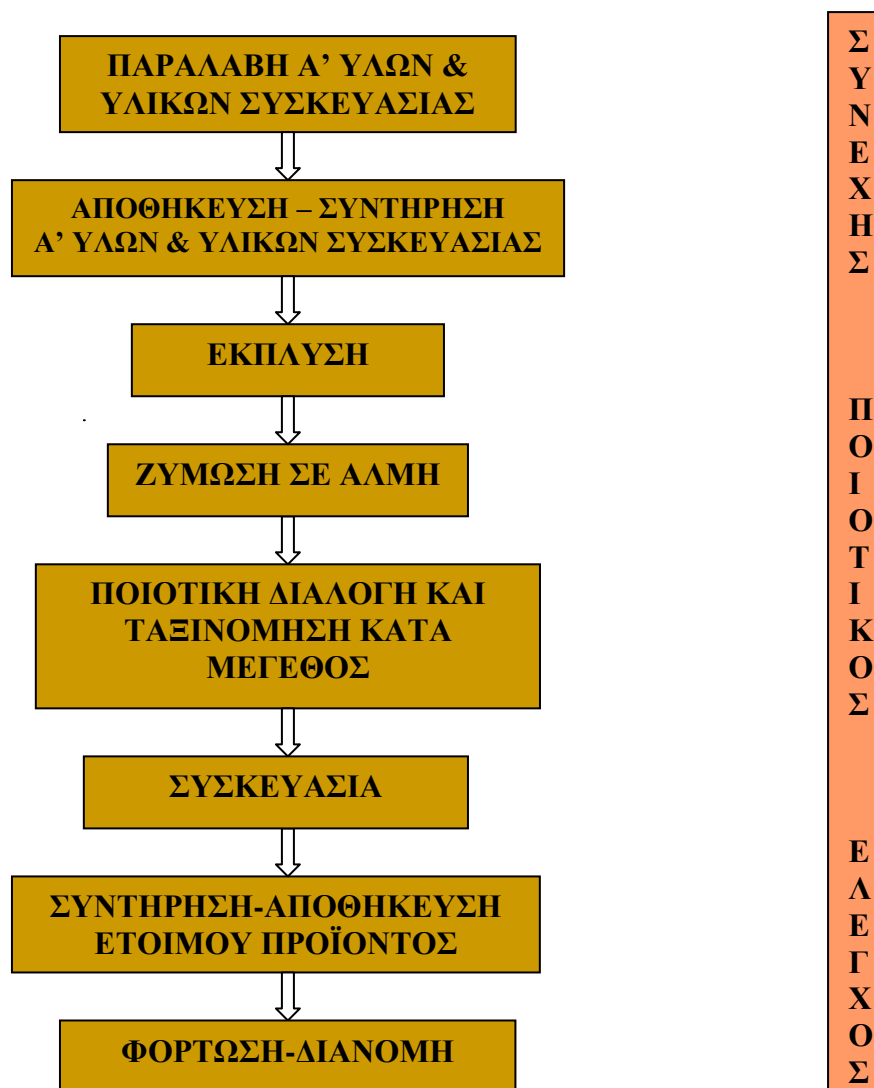 ΠΑΡΑΛΑΒΗ Α’ ΥΛΩΝ &
ΥΛΙΚΩΝ ΣΥΣΚΕΥΑΣΙΑΣ
ΑΠΟΘΗΚΕΥΣΗ – ΣΥΝΤΗΡΗΣΗ
Α’ ΥΛΩΝ & ΥΛΙΚΩΝ ΣΥΣΚΕΥΑΣΙΑΣ
ΕΚΠΛΥΣΗ
ΖΥΜΩΣΗ ΣΕ ΑΛΜΗ
ΠΟΙΟΤΙΚΗ ΔΙΑΛΟΓΗ ΚΑΙ
ΤΑΞΙΝΟΜΗΣΗ ΚΑΤΑ
ΜΕΓΕΘΟΣ
ΣΥΣΚΕΥΑΣΙΑ
ΣΥΝΤΗΡΗΣΗ-ΑΠΟΘΗΚΕΥΣΗ
ΕΤΟΙΜΟΥ ΠΡΟΪΟΝΤΟΣ
ΦΟΡΤΩΣΗ-ΔΙΑΝΟΜΗ
ΣΥΝΕΧΗΣ
ΠΟΙΟΤΙΚΟΣ
ΕΛΕΓΧΟΣ